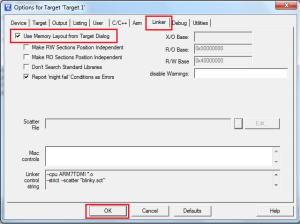 Options for Target 'Target 1'
Device Target Output Listing User C/C++ Asm Linker Debug Utilities
Use Memory Layout from Target Dialog
X/O Base:
Make RW Sections Position Independent
R/O Base: 0x00000000
Make RO Sections Position Independent
R/W Base 0x40000000
Don't Search Standard Libraries
disable Warnings:
Report 'might fail' Conditions as Errors
Scatter File
... Edit...
Misc controls
Linker control string
--cpu ARM7TDMI *.o
--strict --scatter "blinky.sct"
OK Cancel Defaults Help